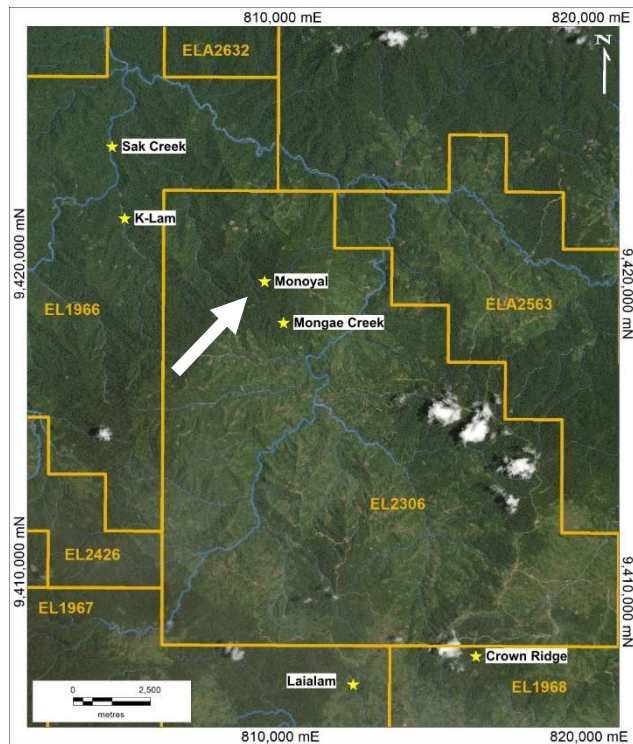 810,000 mE
820,000 mE
ELA2632
N
Sak Creek
K-Lam
9,420,000 mN
9,420,000 mN
Monoyal
EL1966
ELA2563
Mongae Creek
EL2306
EL2426
9,410,000 mN
9,410,000 mN
EL1967
Crown Ridge
Laialam
EL1968
0
2,500
metres
810,000 mE
820,000 mE